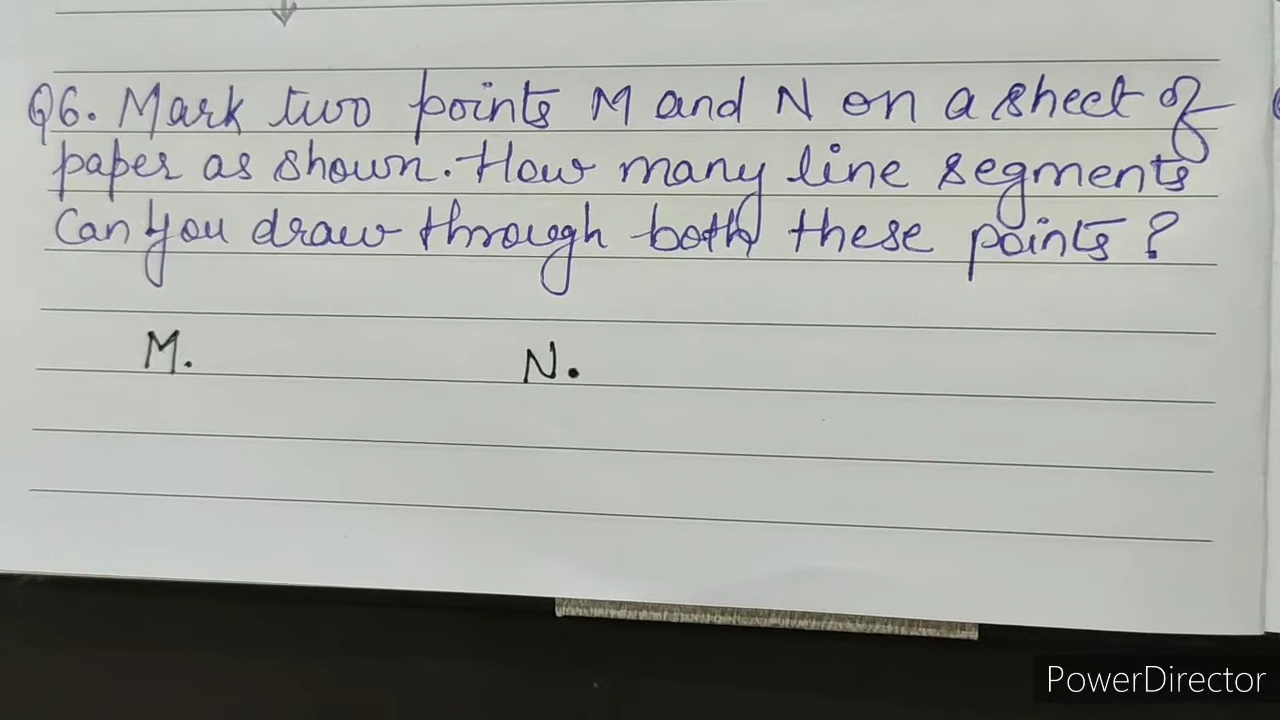 Q6. Mark two points M and N on a sheet of
paper as shown. How many line segments
Can you draw through both these points?
M. N.
PowerDirector